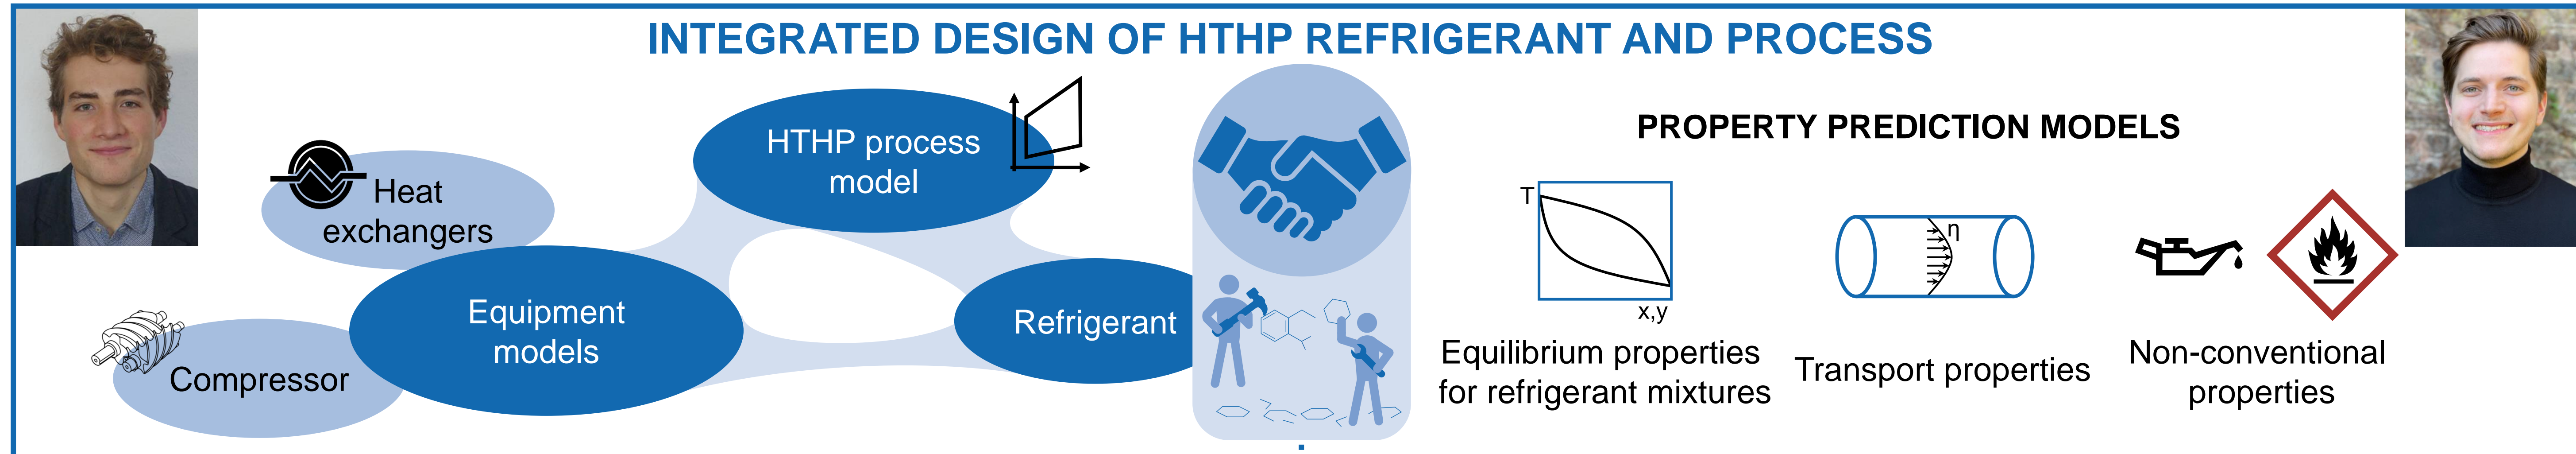 INTEGRATED DESIGN OF HTHP REFRIGERANT AND PROCESS
HTHP process
model
Heat
exchangers
Equipment
models
Compressor
Refrigerant
PROPERTY PREDICTION MODELS
T
x,y
Equilibrium properties
for refrigerant mixtures
η
Transport properties
Non-conventional
properties